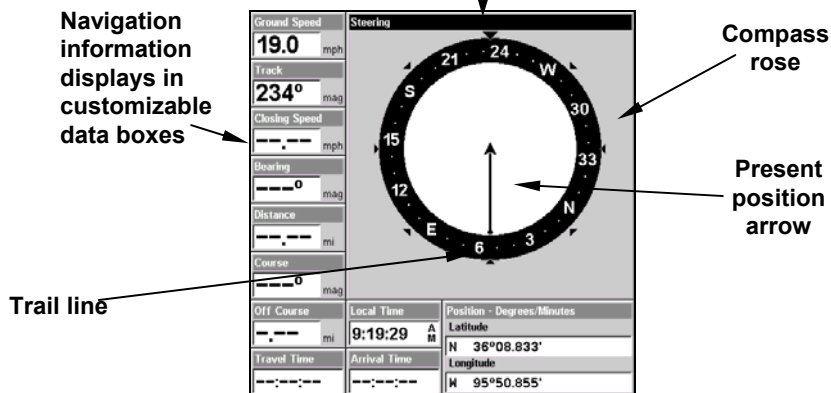 Navigation
information
displays in
customizable
data boxes
Compass
rose
Present
position
arrow
Trail line
Ground Speed
19.0 mph
Track
234º mag
Closing Speed
--.-- mph
Bearing
---º mag
Distance
--.-- mi
Course
---º mag
Off Course
-.-- mi
Travel Time
--:--:--
Steering
21 24 W 30 33 N 3 6 E 12 15 S
Local Time
9:19:29 AM
Arrival Time
--:--:--
Position - Degrees/Minutes
Latitude
N 36º08.833'
Longitude
W 95º50.855'